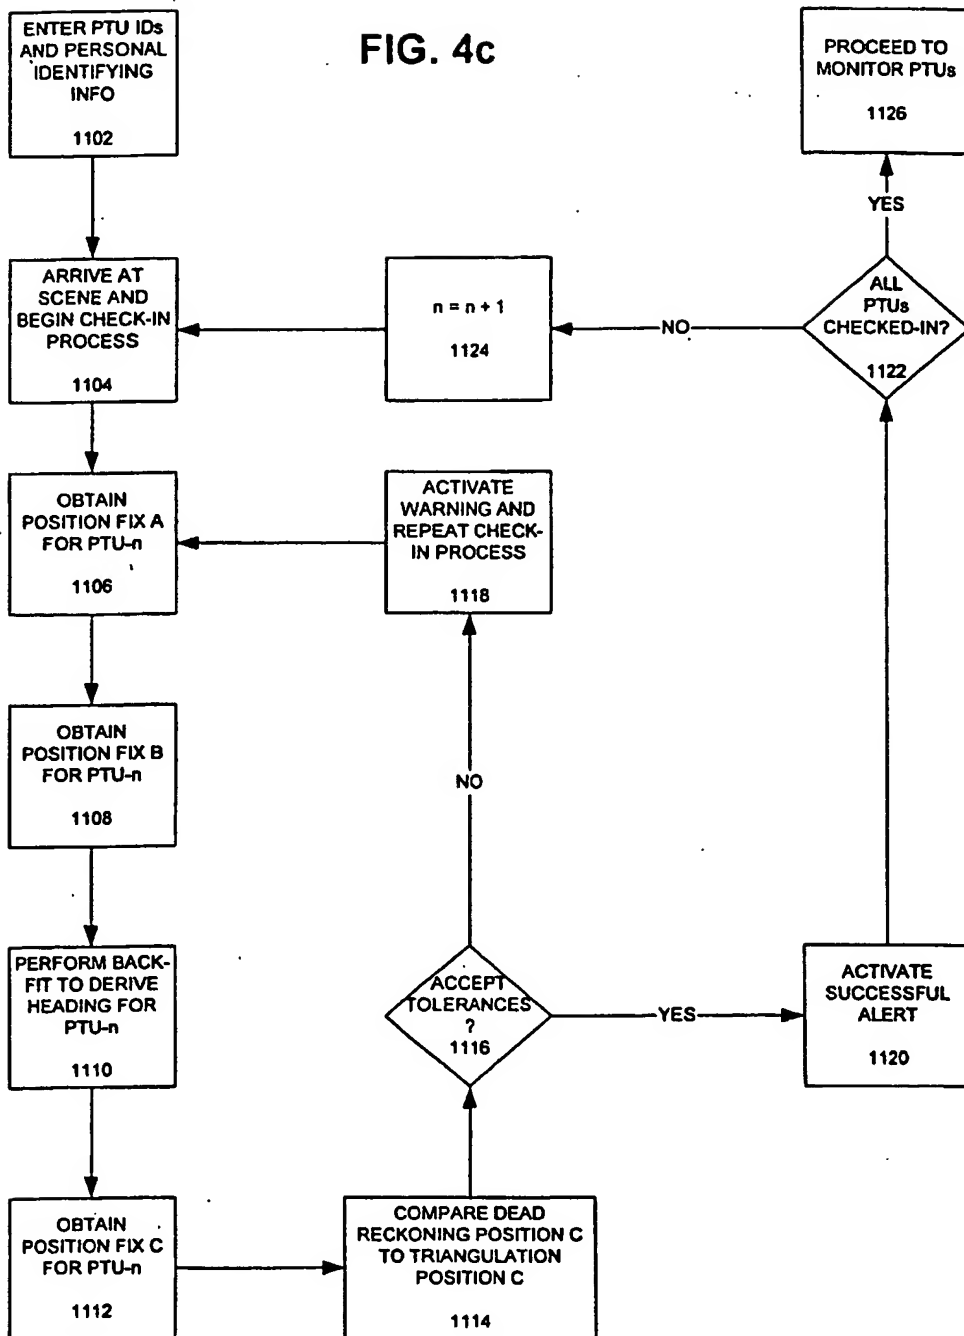 FIG. 4c
ENTER PTU IDs
AND PERSONAL
IDENTIFYING
INFO
1102
PROCEED TO
MONITOR PTUs
1126
YES
ARRIVE AT
SCENE AND
BEGIN CHECK-IN
PROCESS
1104
n = n + 1
1124
NO
ALL
PTUs
CHECKED-IN?
1122
OBTAIN
POSITION FIX A
FOR PTU-n
1106
ACTIVATE
WARNING AND
REPEAT CHECK-
IN PROCESS
1118
OBTAIN
POSITION FIX B
FOR PTU-n
1108
NO
PERFORM BACK-
FIT TO DERIVE
HEADING FOR
PTU-n
1110
ACCEPT
TOLERANCES
?
1116
YES
ACTIVATE
SUCCESSFUL
ALERT
1120
OBTAIN
POSITION FIX C
FOR PTU-n
1112
COMPARE DEAD
RECKONING POSITION C
TO TRIANGULATION
POSITION C
1114